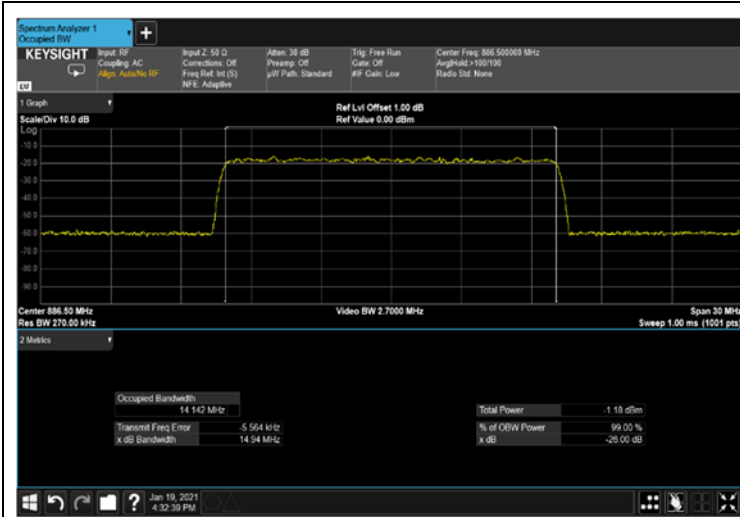 Spectrum Analyzer 1
Occupied BW
KEYSIGHT
Input: RF
Coupling: AC
Align: Auto/No RF
Input Z: 50 Ω
Corrections: Off
Freq Ref: Int (S)
NFE: Adaptive
Atten: 30 dB
Preamp: Off
µW Path: Standard
Trig: Free Run
Gate: Off
#IF Gain: Low
Center Freq: 886.500000 MHz
Avg|Hold:>100/100
Radio Std: None
1 Graph
Scale/Div 10.0 dB
Ref Lvl Offset 1.00 dB
Ref Value 0.00 dBm
Log
-10.0
-20.0
-30.0
-40.0
-50.0
-60.0
-70.0
-80.0
-90.0
Center 886.50 MHz
Res BW 270.00 kHz
Video BW 2.7000 MHz
Span 30 MHz
Sweep 1.00 ms (1001 pts)
2 Metrics
Occupied Bandwidth
14.142 MHz
Transmit Freq Error -5.564 kHz
x dB Bandwidth 14.94 MHz
Total Power -1.18 dBm
% of OBW Power 99.00 %
x dB -26.00 dB
Jan 19, 2021
4:32:39 PM